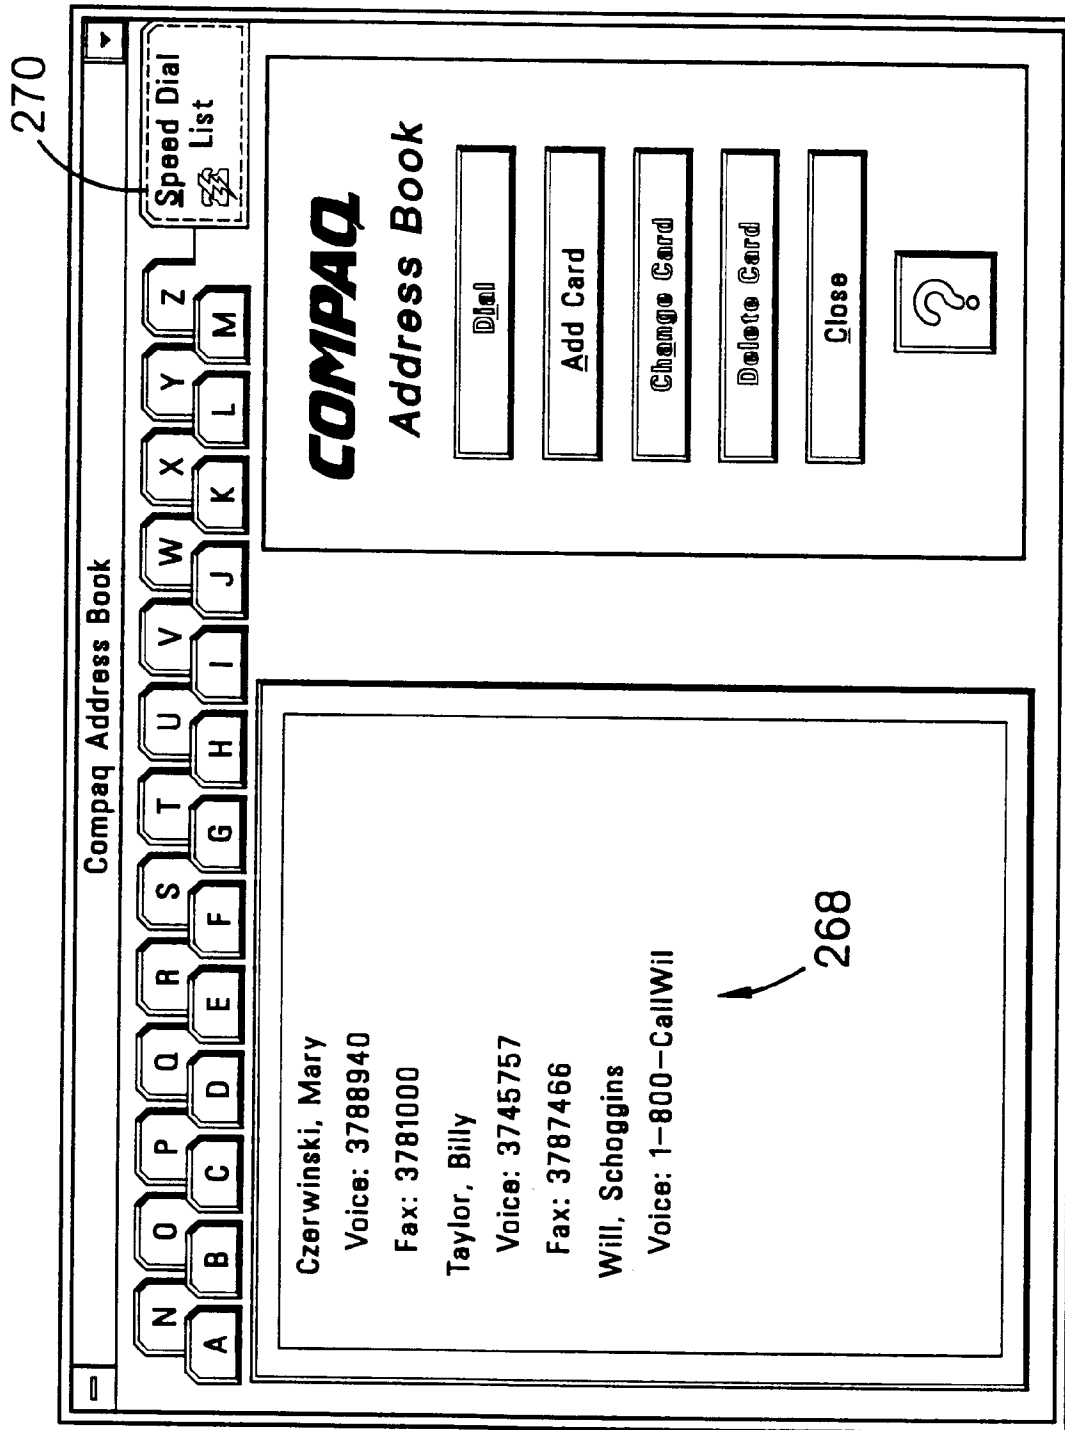 270
Compaq Address Book
N O P Q R S T U V W X Y Z
A B C D E F G H I J K L M
Speed Dial
List
Czerwinski, Mary
Voice: 3788940
Fax: 3781000
Taylor, Billy
Voice: 3745757
Fax: 3787466
Will, Schoggins
Voice: 1-800-CallWil
268
COMPAQ
Address Book
Dial
Add Card
Change Card
Delete Card
Close
?